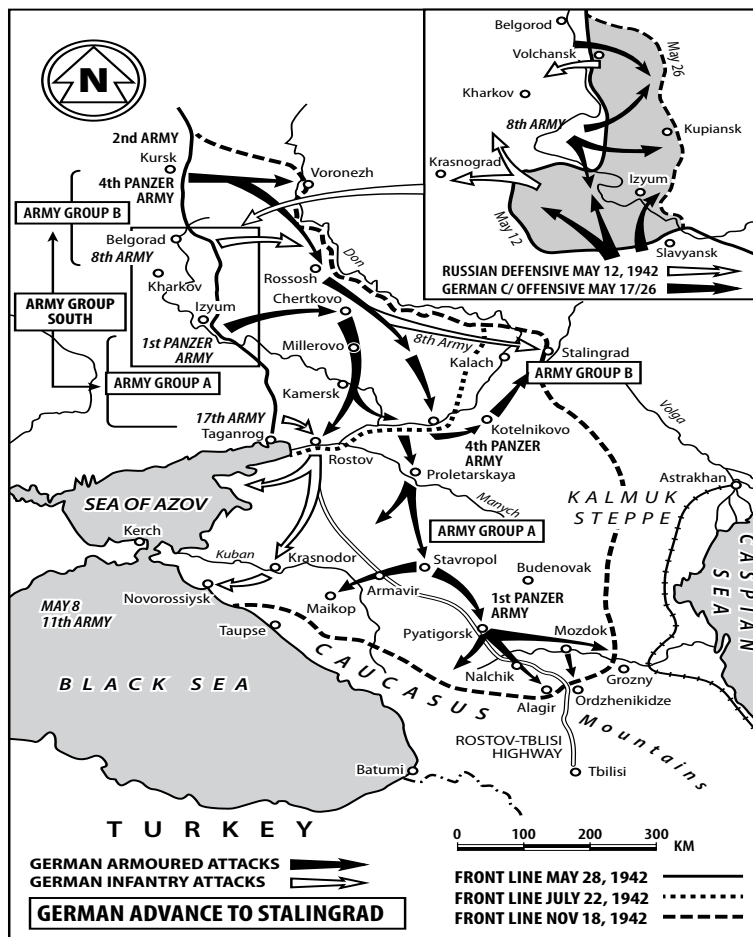 N
2nd ARMY
Kursk
4th PANZER
ARMY
Voronezh
ARMY GROUP B
Belgorad
8th ARMY
Kharkov
ARMY GROUP
SOUTH
Izyum
1st PANZER
ARMY
ARMY GROUP A
Don
Rossosh
Chertkovo
Millerovo
8th Army
Kalach
Stalingrad
ARMY GROUP B
Kamersk
17th ARMY
Taganrog
Rostov
Kotelnikovo
4th PANZER
ARMY
Volga
Proletarskaya
Manych
Astrakhan
KALMUK
STEPPE
SEA OF AZOV
Kerch
ARMY GROUP A
Kuban
Krasnodor
Stavropol
Budenovak
CASPIAN
SEA
Novorossiysk
Maikop
Armavir
1st PANZER
ARMY
MAY 8
11th ARMY
Taupse
Pyatigorsk
Mozdok
Nalchik
Grozny
BLACK SEA
CAUCASUS
Mountains
Alagir
Ordzhenikidze
ROSTOV-TBLISI
HIGHWAY
Batumi
Tbilisi
TURKEY
0 100 200 300
KM
GERMAN ARMOURED ATTACKS
GERMAN INFANTRY ATTACKS
GERMAN ADVANCE TO STALINGRAD
FRONT LINE MAY 28, 1942
FRONT LINE JULY 22, 1942
FRONT LINE NOV 18, 1942
Belgorod
Volchansk
May 26
Kharkov
8th ARMY
Kupiansk
Krasnograd
Izyum
May 12
Slavyansk
RUSSIAN DEFENSIVE MAY 12, 1942
GERMAN C/ OFFENSIVE MAY 17/26